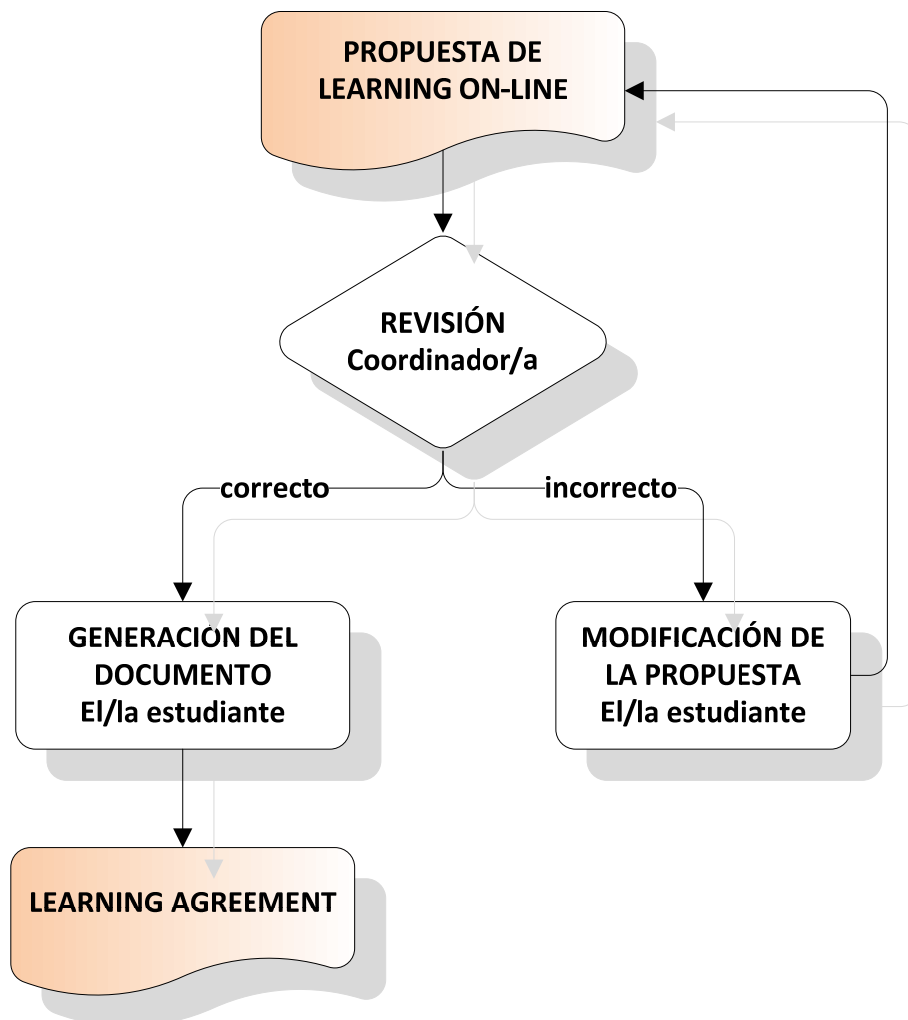 PROPUESTA DE
LEARNING ON-LINE
REVISIÓN
Coordinador/a
correcto
incorrecto
GENERACIÓN DEL
DOCUMENTO
El/la estudiante
MODIFICACIÓN DE
LA PROPUESTA
El/la estudiante
LEARNING AGREEMENT